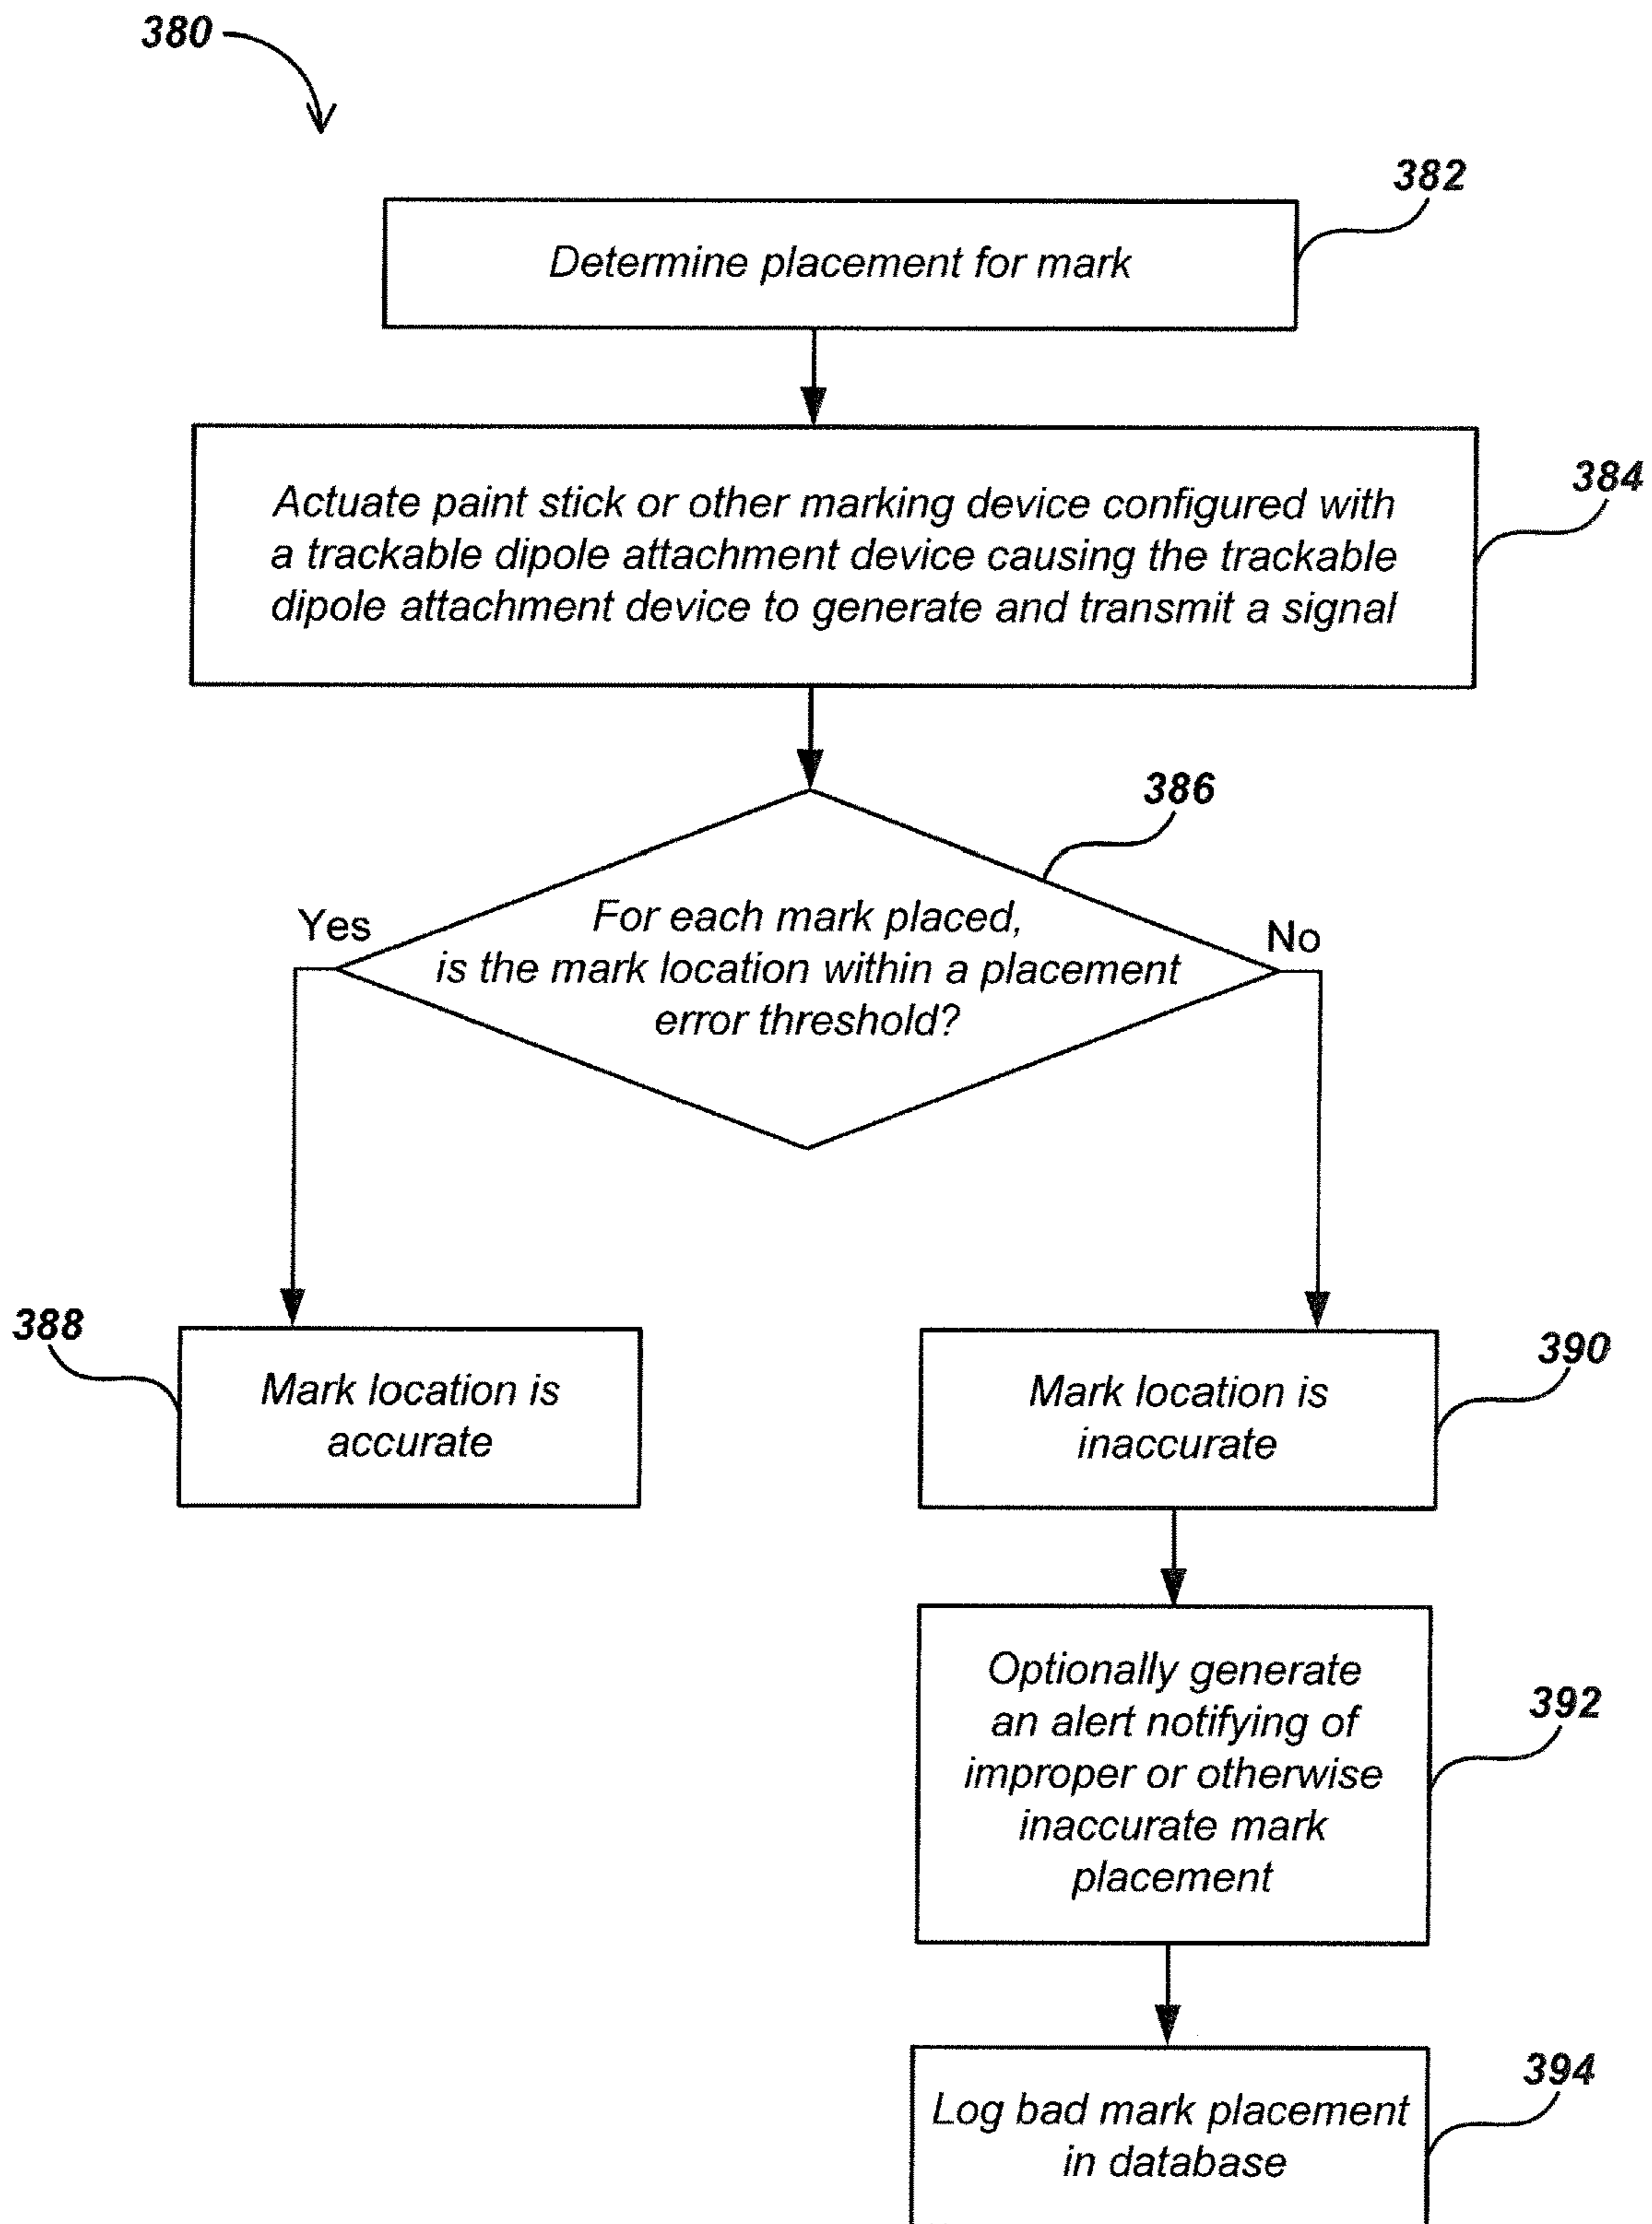 380
382
Determine placement for mark
384
Actuate paint stick or other marking device configured with
a trackable dipole attachment device causing the trackable
dipole attachment device to generate and transmit a signal
386
For each mark placed,
is the mark location within a placement
error threshold?
Yes
No
388
Mark location is
accurate
390
Mark location is
inaccurate
392
Optionally generate
an alert notifying of
improper or otherwise
inaccurate mark
placement
394
Log bad mark placement
in database